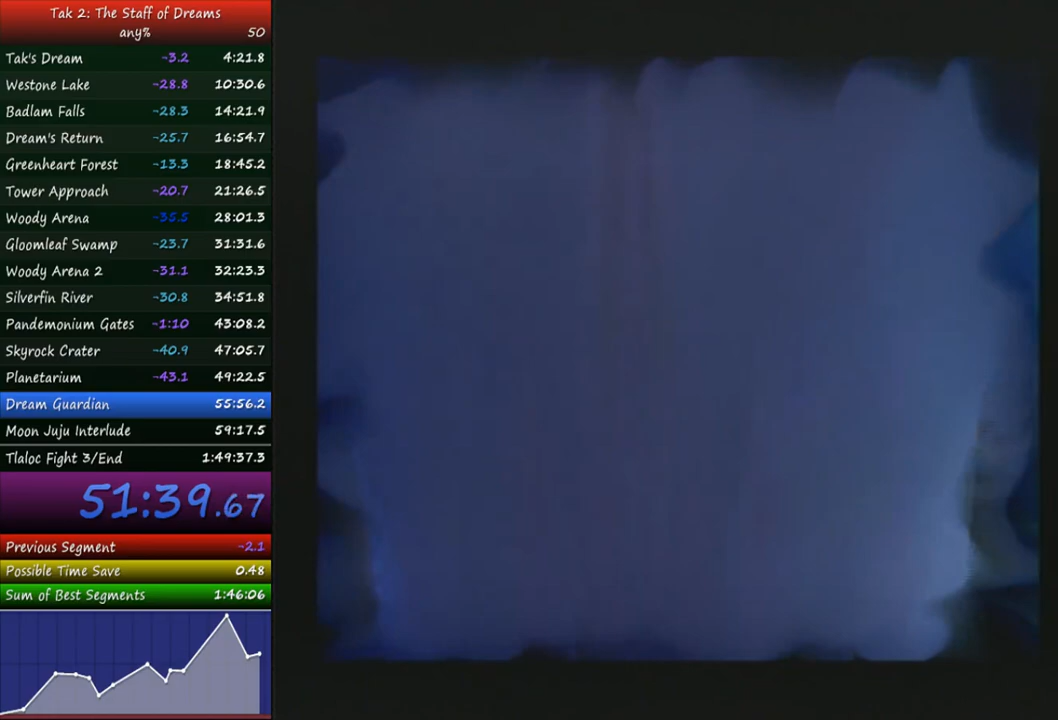 Tak 2: The Staff of Dreams
any% 50
Tak's Dream -3.2 4:21.8
Westone Lake -28.8 10:30.6
Badlam Falls -28.3 14:21.9
Dream's Return -25.7 16:54.7
Greenheart Forest -13.3 18:45.2
Tower Approach -20.7 21:26.5
Woody Arena -35.5 28:01.3
Gloomleaf Swamp -23.7 31:31.6
Woody Arena 2 -31.1 32:23.3
Silverfin River -30.8 34:51.8
Pandemonium Gates -1:10 43:08.2
Skyrock Crater -40.9 47:05.7
Planetarium -43.1 49:22.5
Dream Guardian 55:56.2
Moon Juju Interlude 59:17.5
Tlaloc Fight 3/End 1:49:37.3
51:39.67
Previous Segment -2.1
Possible Time Save 0.48
Sum of Best Segments 1:46:06